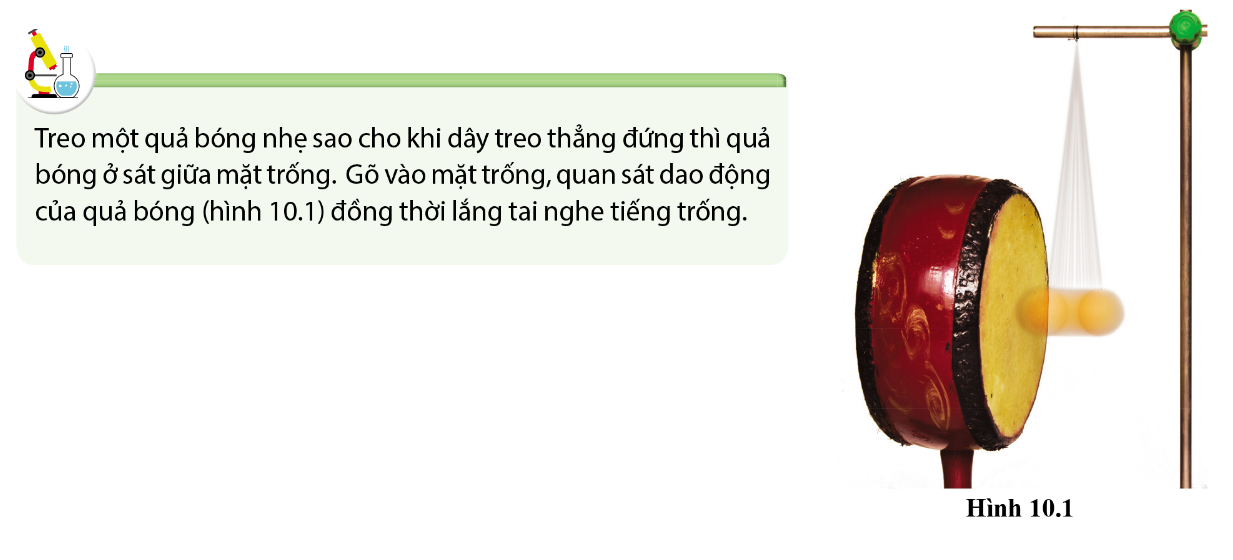 Treo một quả bóng nhẹ sao cho khi dây treo thẳng đứng thì quả
bóng ở sát giữa mặt trống. Gõ vào mặt trống, quan sát dao động
của quả bóng (hình 10.1) đồng thời lắng tai nghe tiếng trống.
Hình 10.1